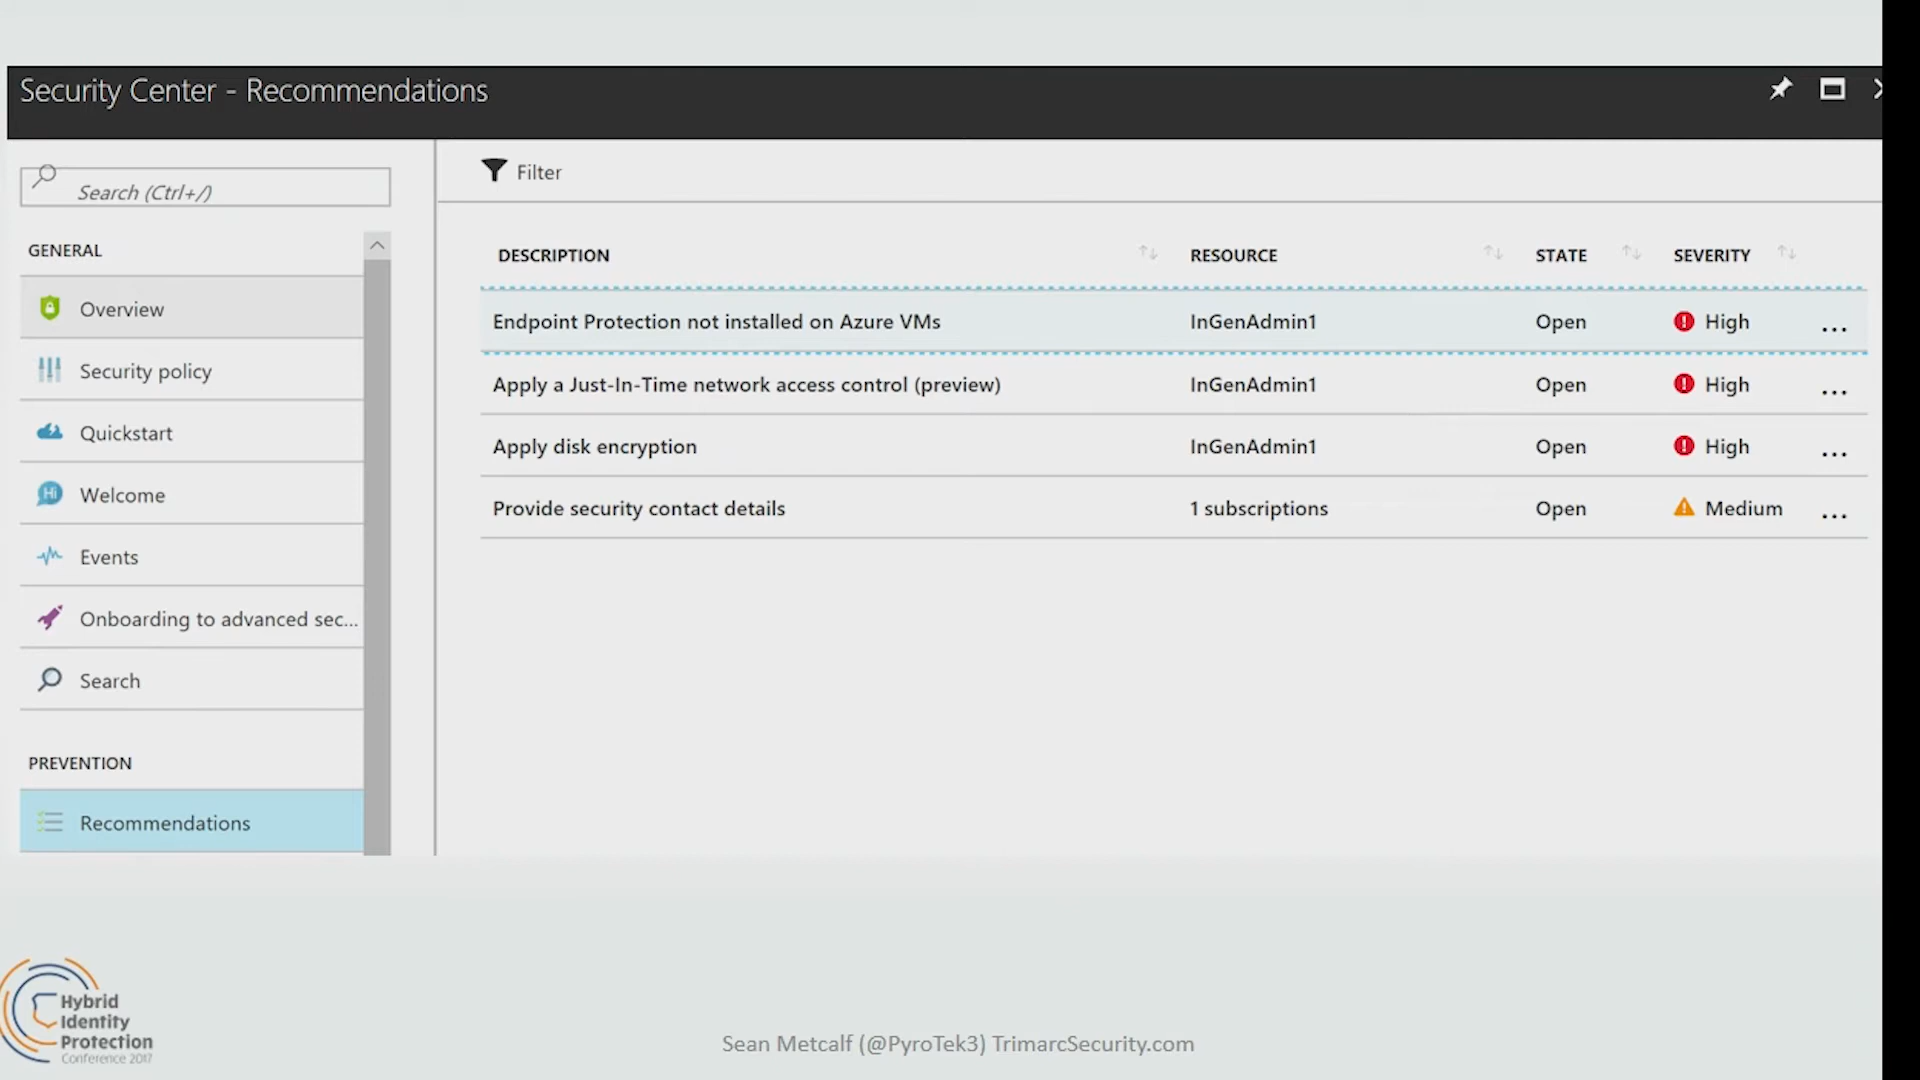 Security Center - Recommendations
Search (Ctrl+/)
GENERAL
Overview
Security policy
Quickstart
Hi
Welcome
Events
Onboarding to advanced sec...
Search
PREVENTION
Recommendations
Filter
DESCRIPTION RESOURCE STATE SEVERITY
Endpoint Protection not installed on Azure VMs InGenAdmin1 Open High ...
Apply a Just-In-Time network access control (preview) InGenAdmin1 Open High ...
Apply disk encryption InGenAdmin1 Open High ...
Provide security contact details 1 subscriptions Open Medium ...
Hybrid
Identity
Protection
Conference 2017
Sean Metcalf (@PyroTek3) TrimarcSecurity.com